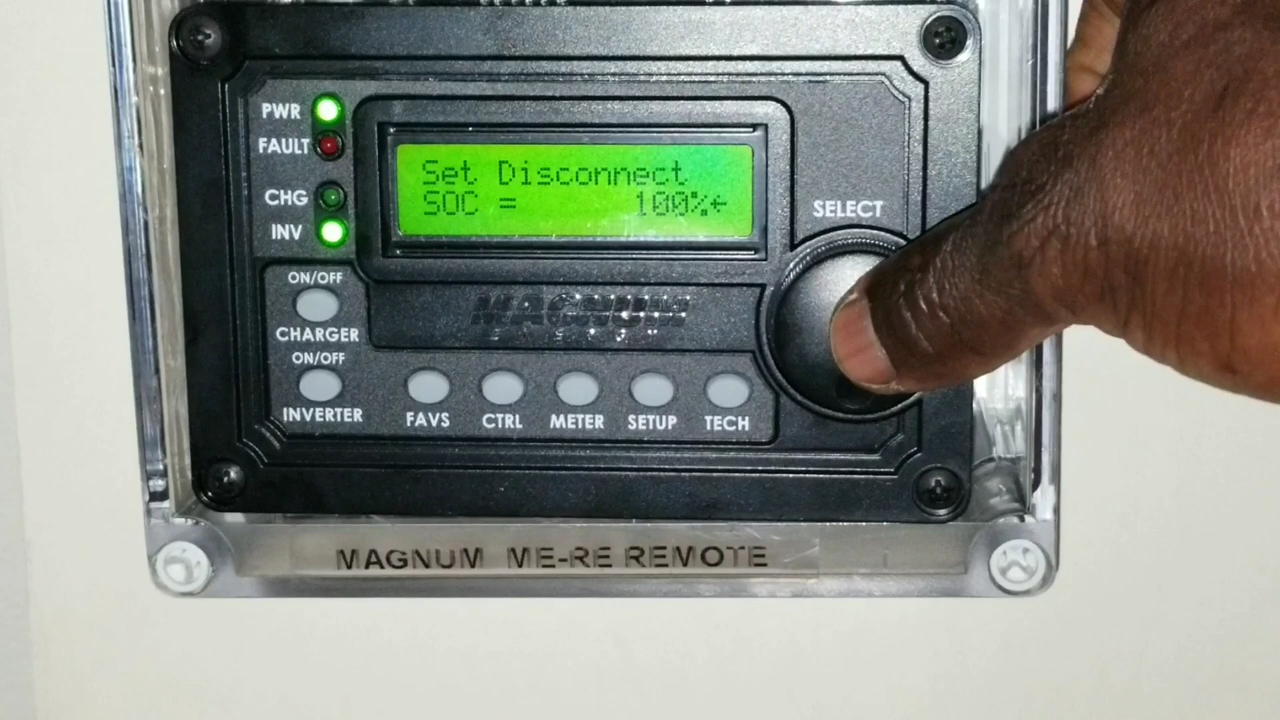 PWR
FAULT
CHG
INV
Set Disconnect
SOC = 100%←
SELECT
ON/OFF
CHARGER
ON/OFF
INVERTER
MAGNUM
FAVS CTRL METER SETUP TECH
MAGNUM ME-RE REMOTE